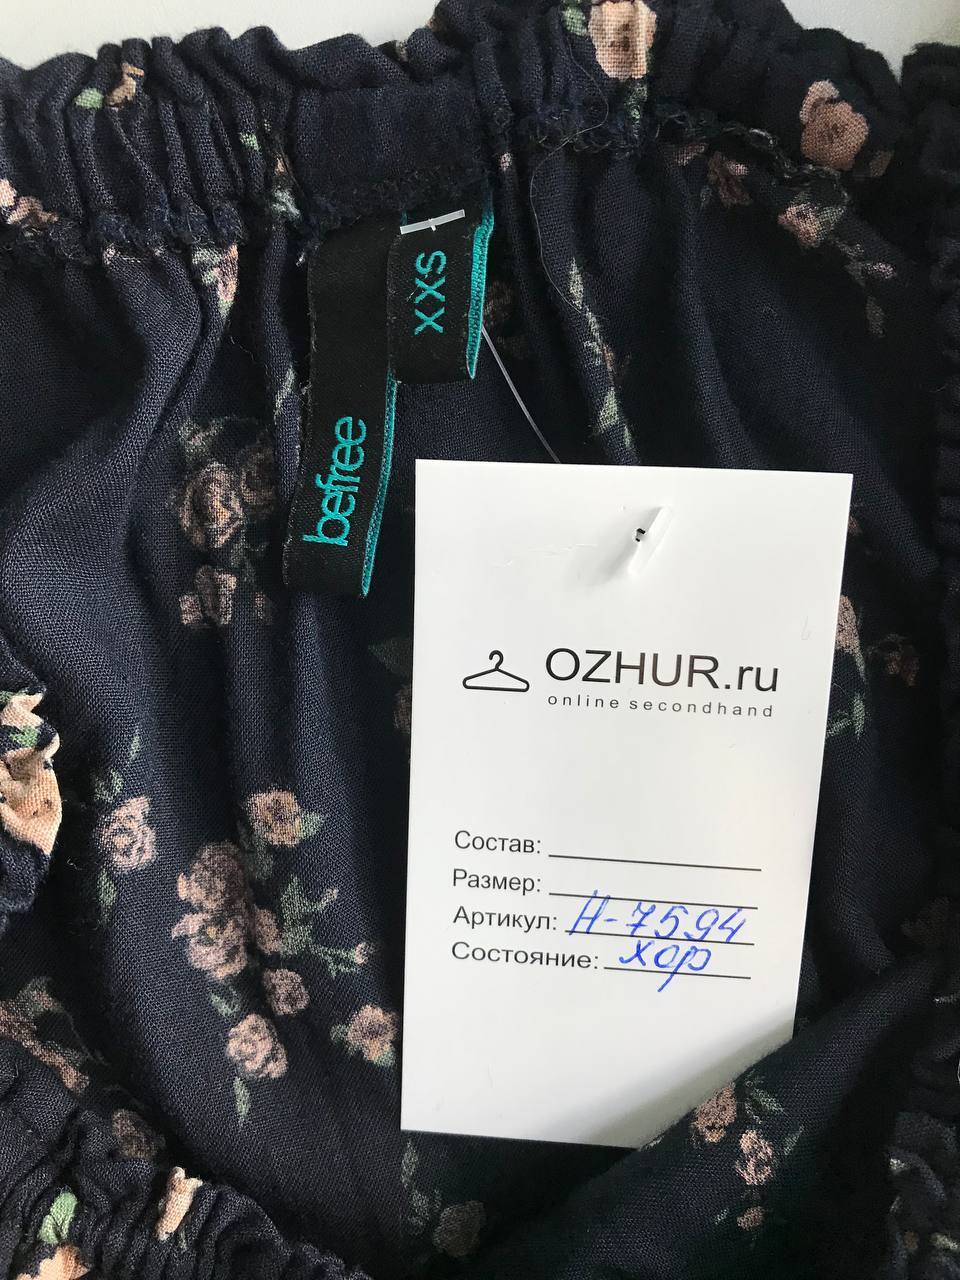 xxs
befree
OZHUR.ru
online secondhand
Состав:
Размер:
Артикул: Н-7594
Состояние: хор